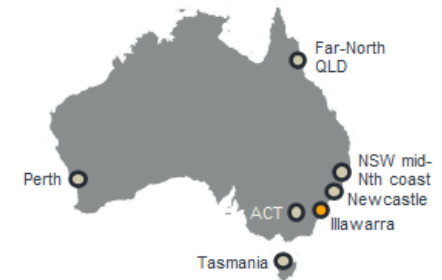 Far-North
QLD
NSW mid-
Nth coast
Perth
Newcastle
ACT
Illawarra
Tasmania